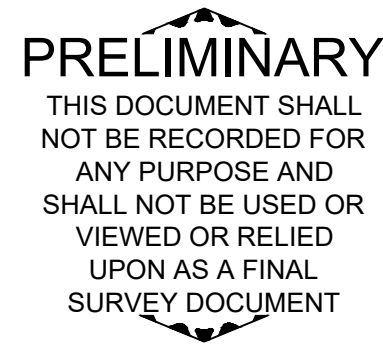 PRELIMINARY
THIS DOCUMENT SHALL
NOT BE RECORDED FOR
ANY PURPOSE AND
SHALL NOT BE USED OR
VIEWED OR RELIED
UPON AS A FINAL
SURVEY DOCUMENT